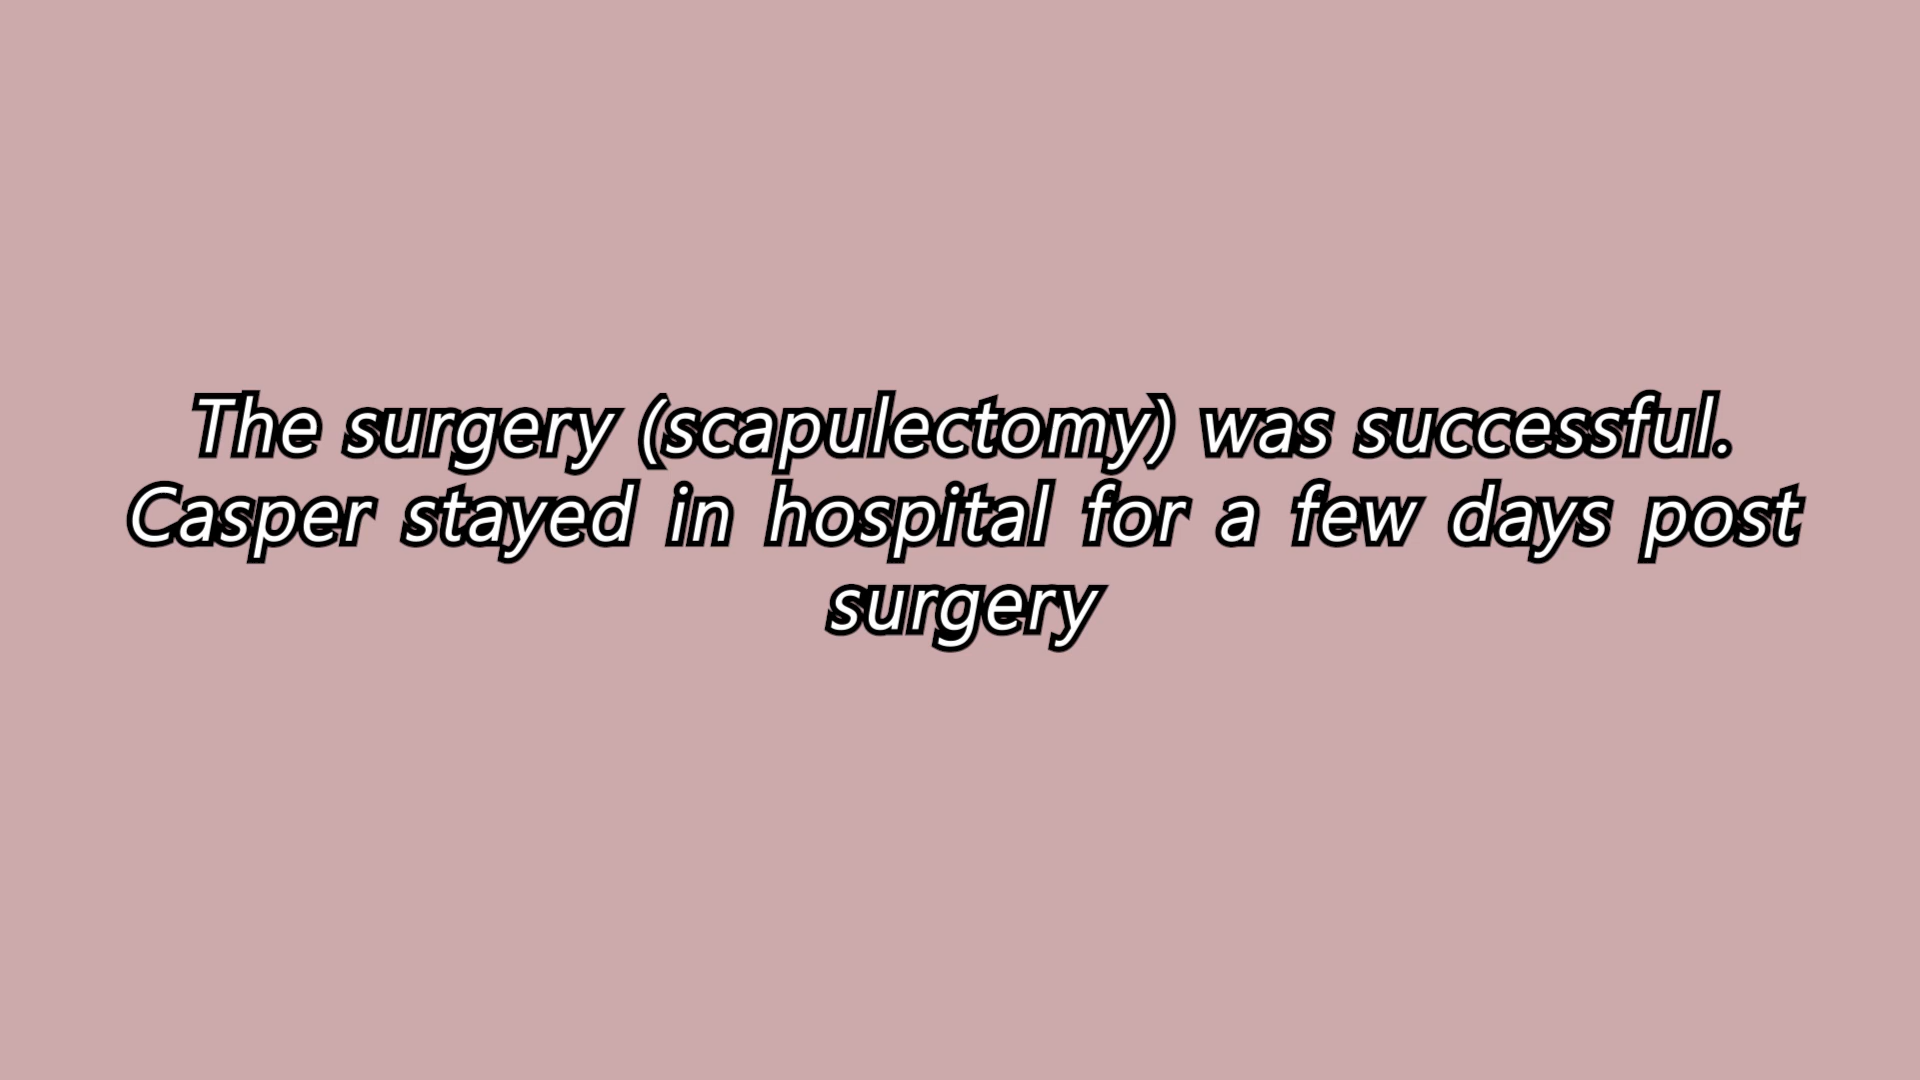 The surgery (scapulectomy) was successful.
Casper stayed in hospital for a few days post
surgery